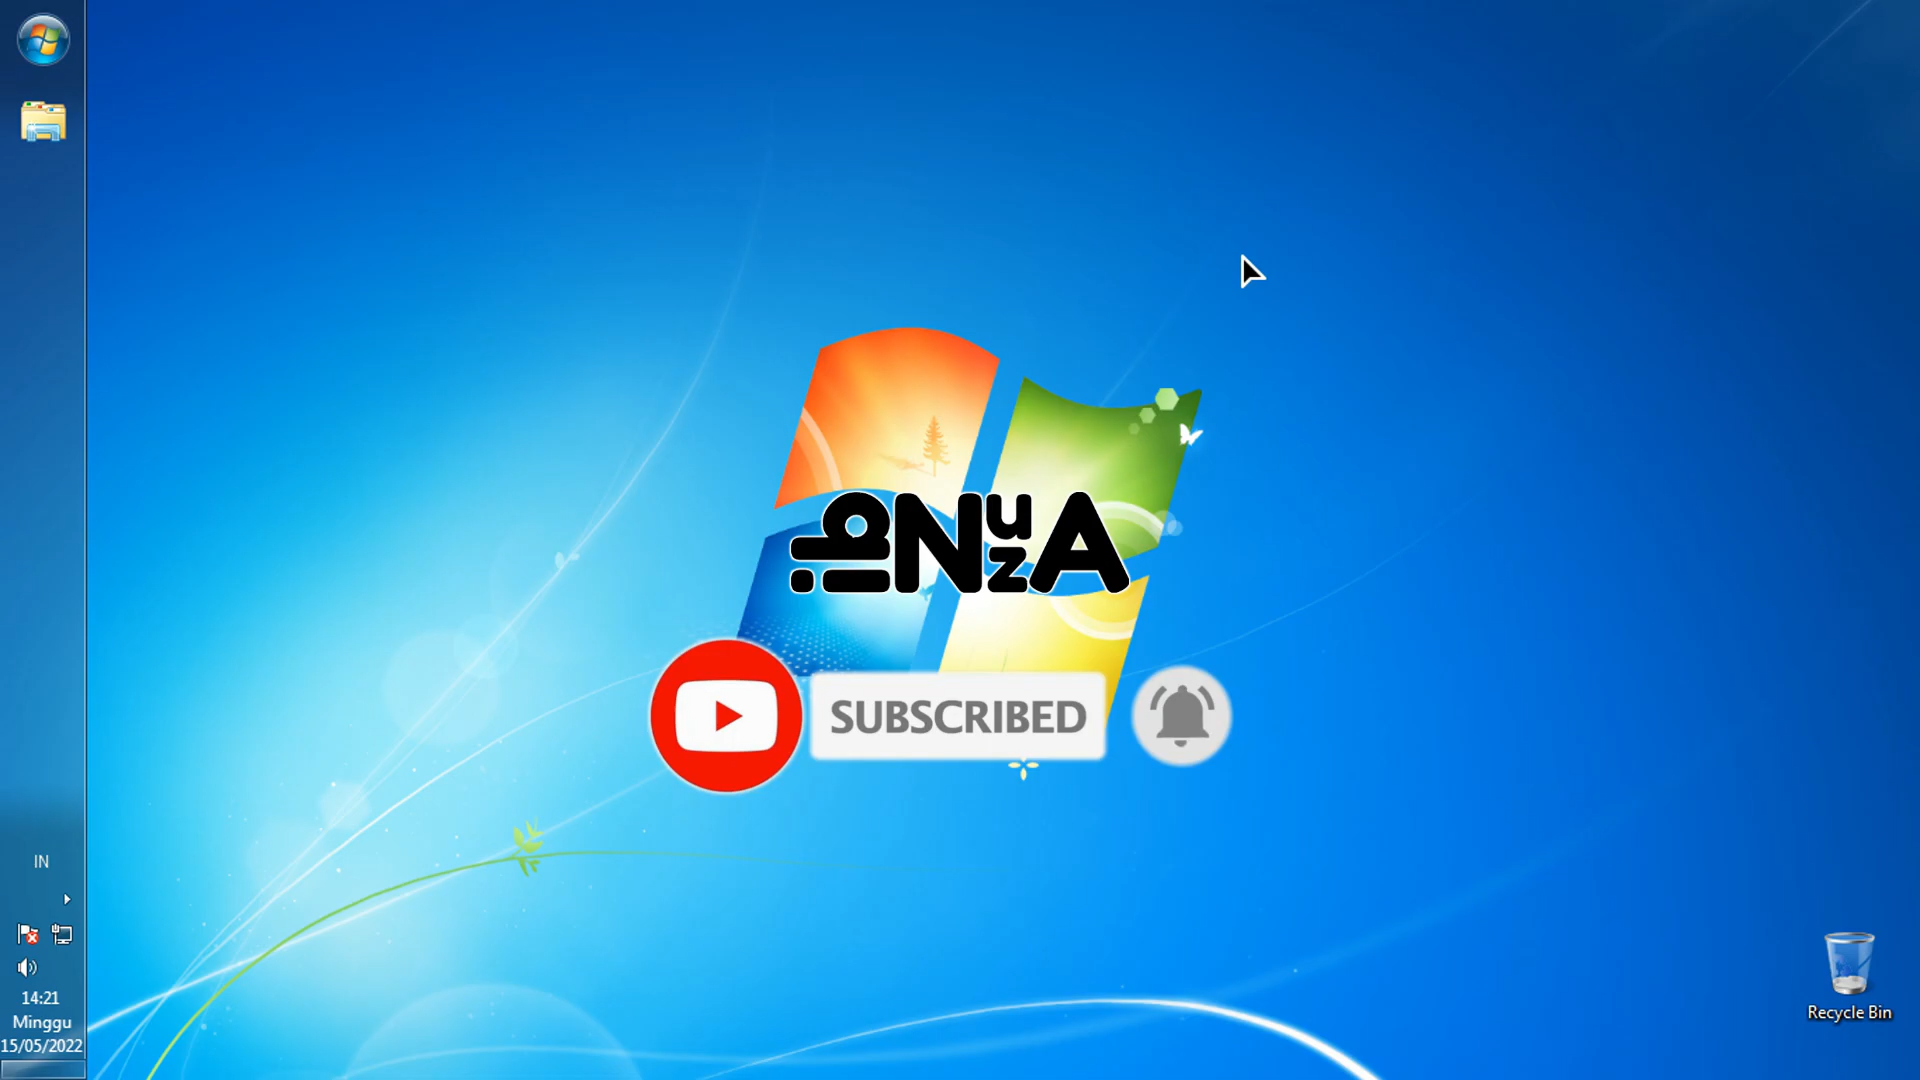 SUBSCRIBED
IN
14:21
Minggu
15/05/2022
Recycle Bin